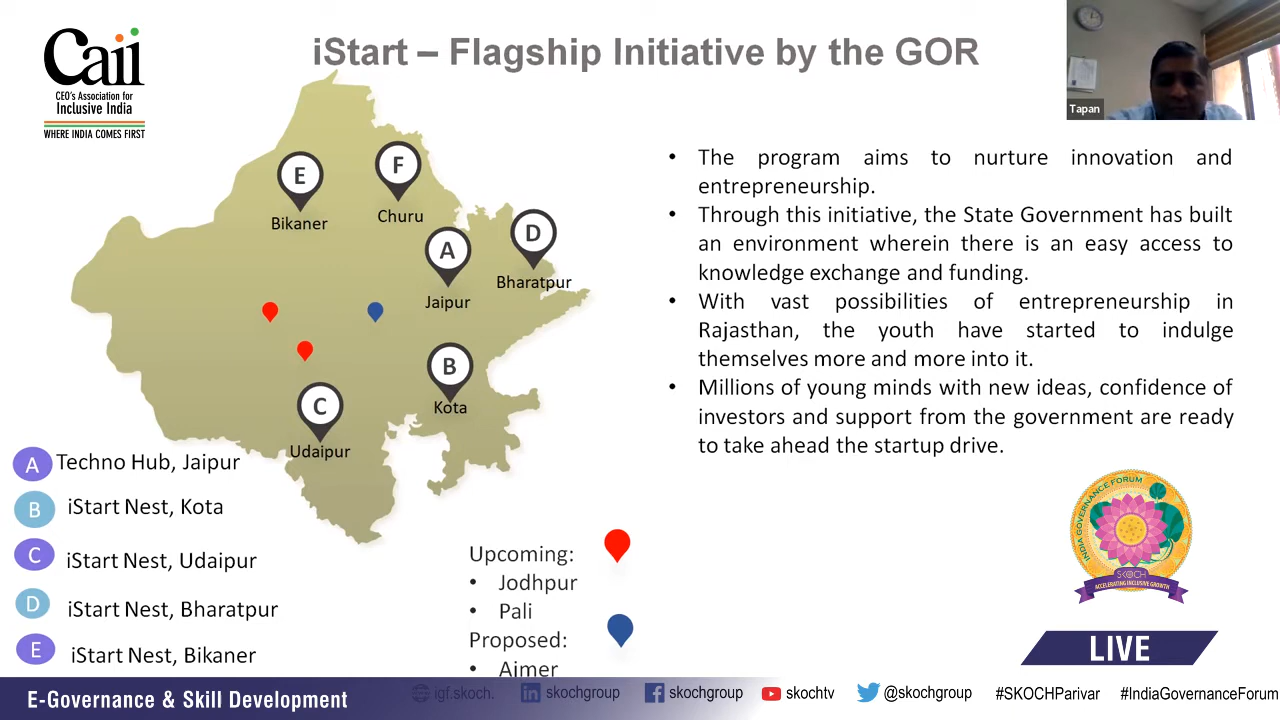 Caii
CEO's Association for
Inclusive India
WHERE INDIA COMES FIRST
iStart – Flagship Initiative by the GOR
Tapan
E
Bikaner
F
Churu
A
Jaipur
D
Bharatpur
B
Kota
C
Udaipur
A Techno Hub, Jaipur
B iStart Nest, Kota
C iStart Nest, Udaipur
D iStart Nest, Bharatpur
E iStart Nest, Bikaner
Upcoming:
• Jodhpur
• Pali
Proposed:
• Ajmer
• The program aims to nurture innovation and
entrepreneurship.
• Through this initiative, the State Government has built
an environment wherein there is an easy access to
knowledge exchange and funding.
• With vast possibilities of entrepreneurship in
Rajasthan, the youth have started to indulge
themselves more and more into it.
• Millions of young minds with new ideas, confidence of
investors and support from the government are ready
to take ahead the startup drive.
INDIA GOVERNANCE FORUM
SKOCH
ACCELERATING INCLUSIVE GROWTH
LIVE
E-Governance & Skill Development
igf.skoch. skochgroup skochgroup skochtv @skochgroup #SKOCHParivar #IndiaGovernanceForum